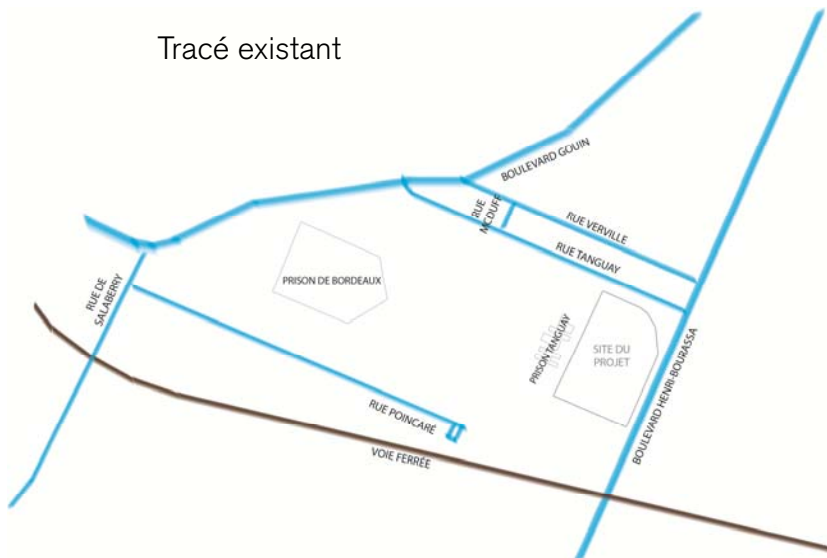 Tracé existant
BOULEVARD GOUIN
RUE
MCDUFF
RUE VERVILLE
RUE TANGUAY
PRISON DE BORDEAUX
RUE DE
SALABERRY
PRISON TANGUAY
SITE DU
PROJET
BOULEVARD HENRI-BOURASSA
RUE POINCARÉ
VOIE FERRÉE